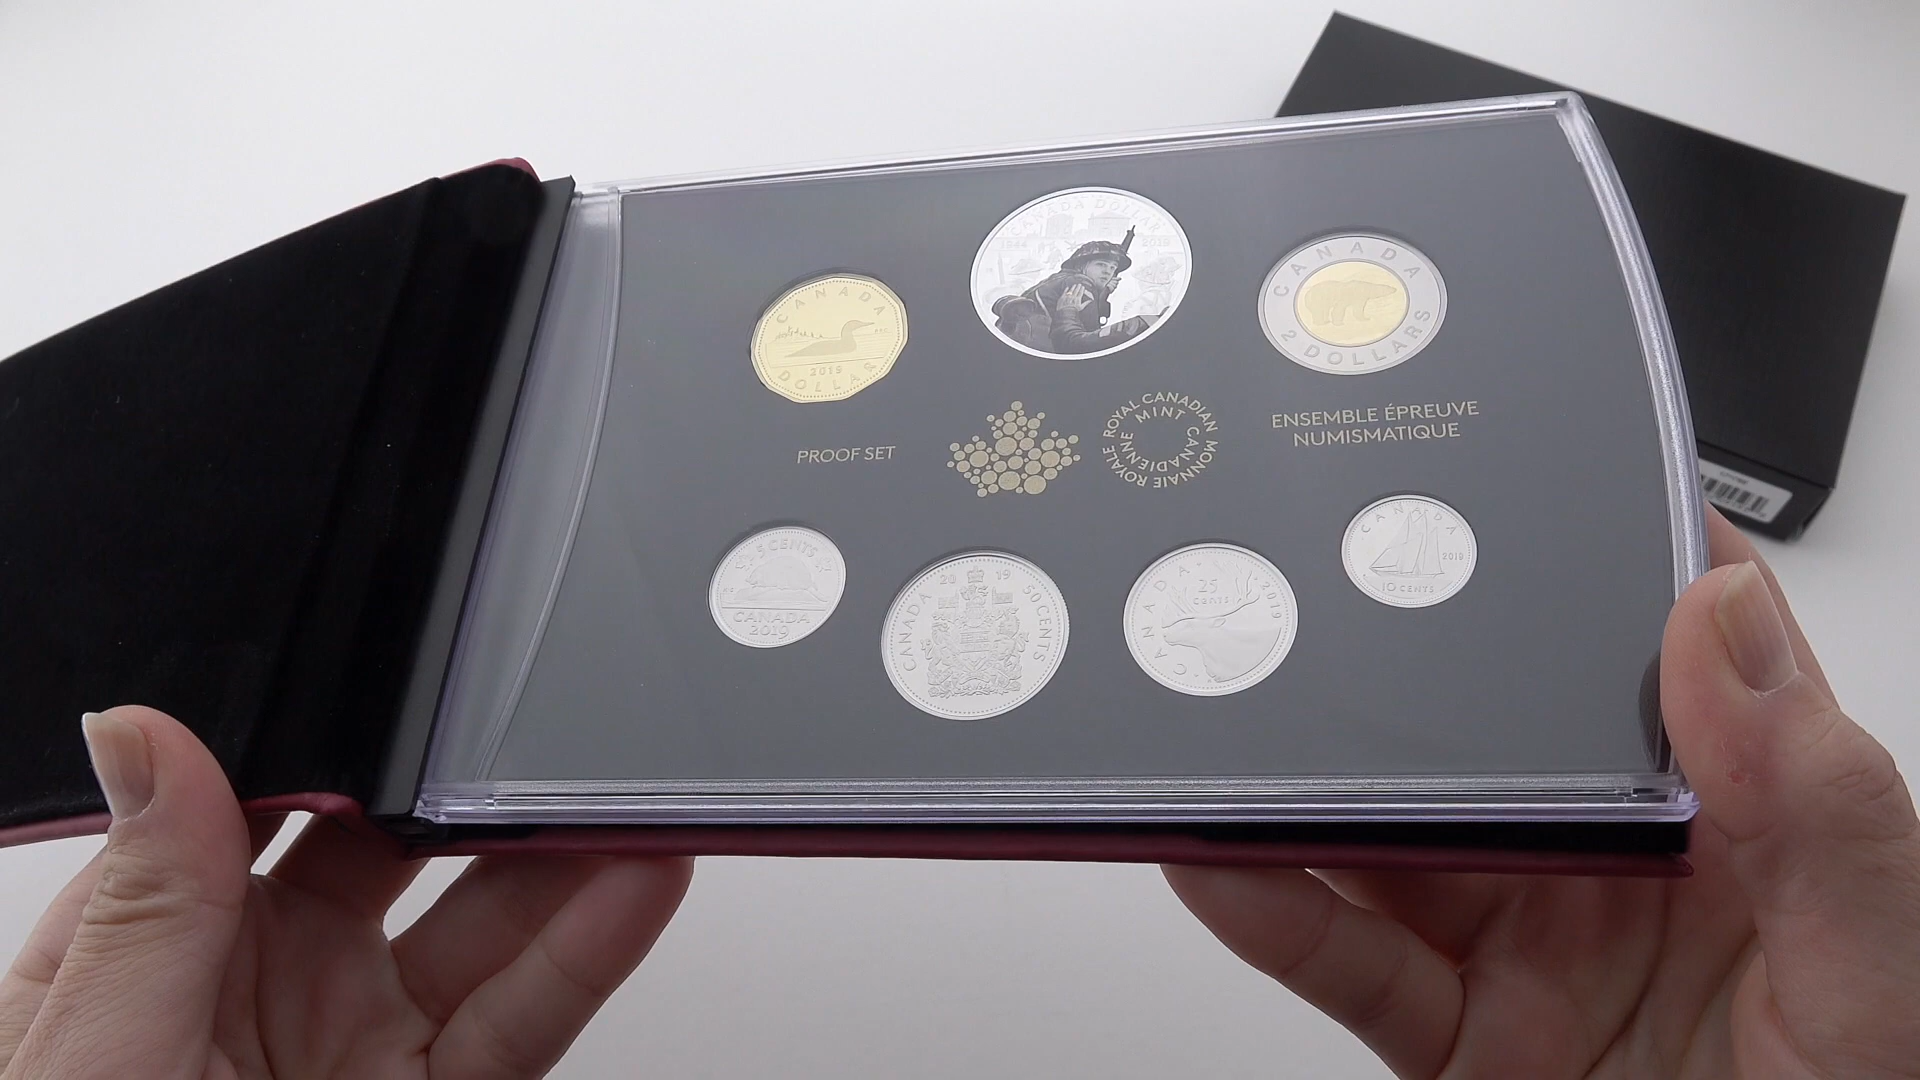 CANADA DOLLAR
1944 2019
CANADA
2 DOLLARS
CANADA
2019
DOLLAR
PROOF SET
ROYAL CANADIAN MINT
MONNAIE ROYALE CANADIENNE
ENSEMBLE ÉPREUVE
NUMISMATIQUE
5 CENTS
CANADA
2019
20 19
CANADA 50 CENTS
CANADA
25
cents
2019
CANADA
2019
10 CENTS